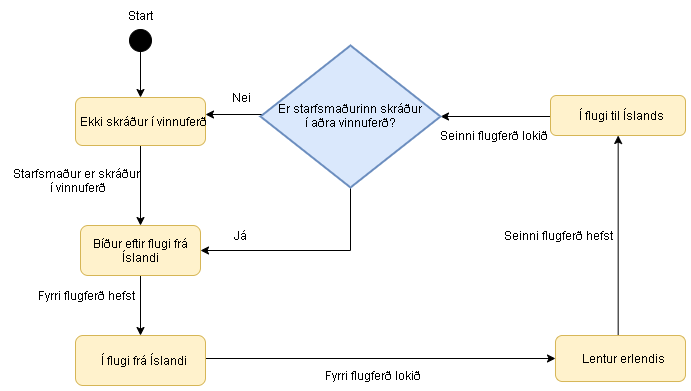 Start
Ekki skráður í vinnuferð
Nei
Er starfsmaðurinn skráður
í aðra vinnuferð?
Í flugi til Íslands
Seinni flugferð lokið
Starfsmaður er skráður
í vinnuferð
Bíður eftir flugi frá
Íslandi
Já
Seinni flugferð hefst
Fyrri flugferð hefst
Í flugi frá Íslandi
Fyrri flugferð lokið
Lentur erlendis